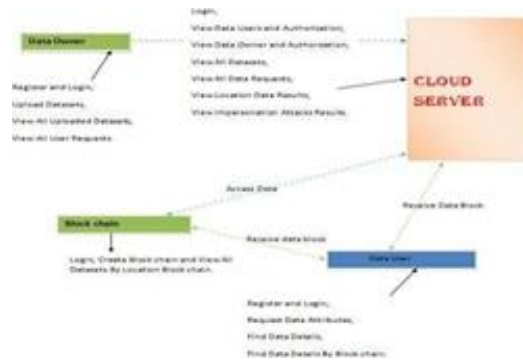 Login,
View Data Users and Authorization,
Data Owner
View Data Owner and Authorization,
View All Datasets,
View All Data Requests,
View Location Data Results,
View Impersonation Attacks Results,
CLOUD
SERVER
Register and Login,
Upload Datasets,
View All Uploaded Datasets,
View All User Requests
Access Data
Receive Data Block
Block chain
Receive data block
Login, Create Block chain and View All
Datasets By Location Block chain.
Data user
Register and Login,
Request Data Attributes,
Find Data Details,
Find Data Details By Block chain.